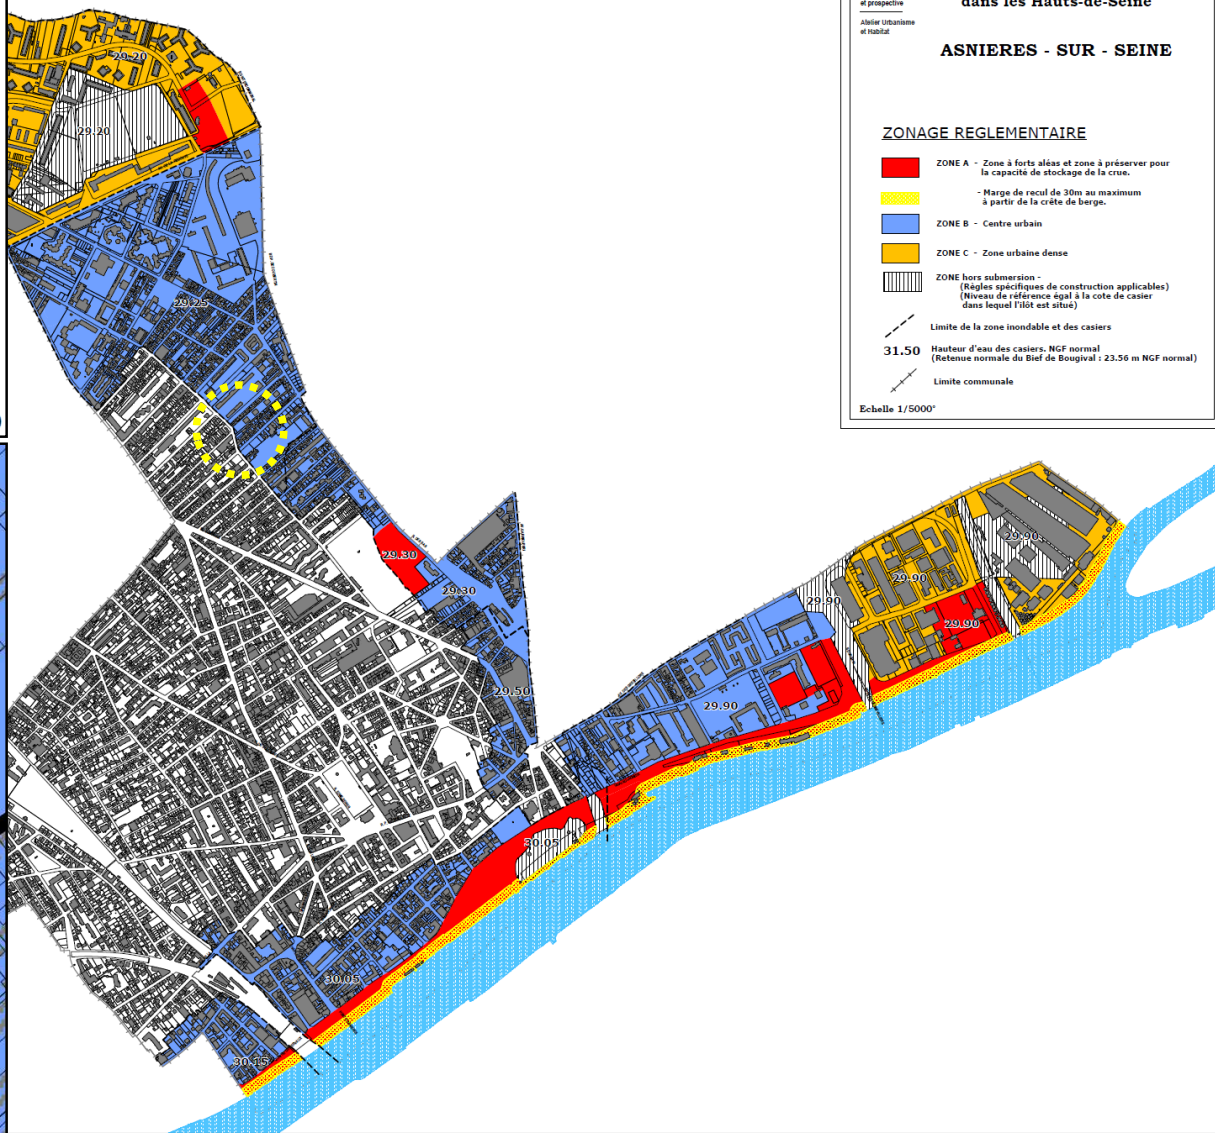 et prospective
dans les Hauts-de-Seine
Atelier Urbanisme
et Habitat
ASNIERES - SUR - SEINE
ZONAGE REGLEMENTAIRE
ZONE A - Zone à forts aléas et zone à préserver pour
la capacité de stockage de la crue.
- Marge de recul de 30m au maximum
à partir de la crête de berge.
ZONE B - Centre urbain
ZONE C - Zone urbaine dense
ZONE hors submersion -
(Règles spécifiques de construction applicables)
(Niveau de référence égal à la cote de casier
dans lequel l'ilôt est situé)
Limite de la zone inondable et des casiers
31.50 Hauteur d'eau des casiers. NGF normal
(Retenue normale du Bief de Bougival : 23.56 m NGF normal)
Limite communale
Echelle 1/5000°
29.20
29.20
29.25
29.30
29.30
29.50
29.90
29.90
29.90
29.90
29.90
30.05
30.05
30.15